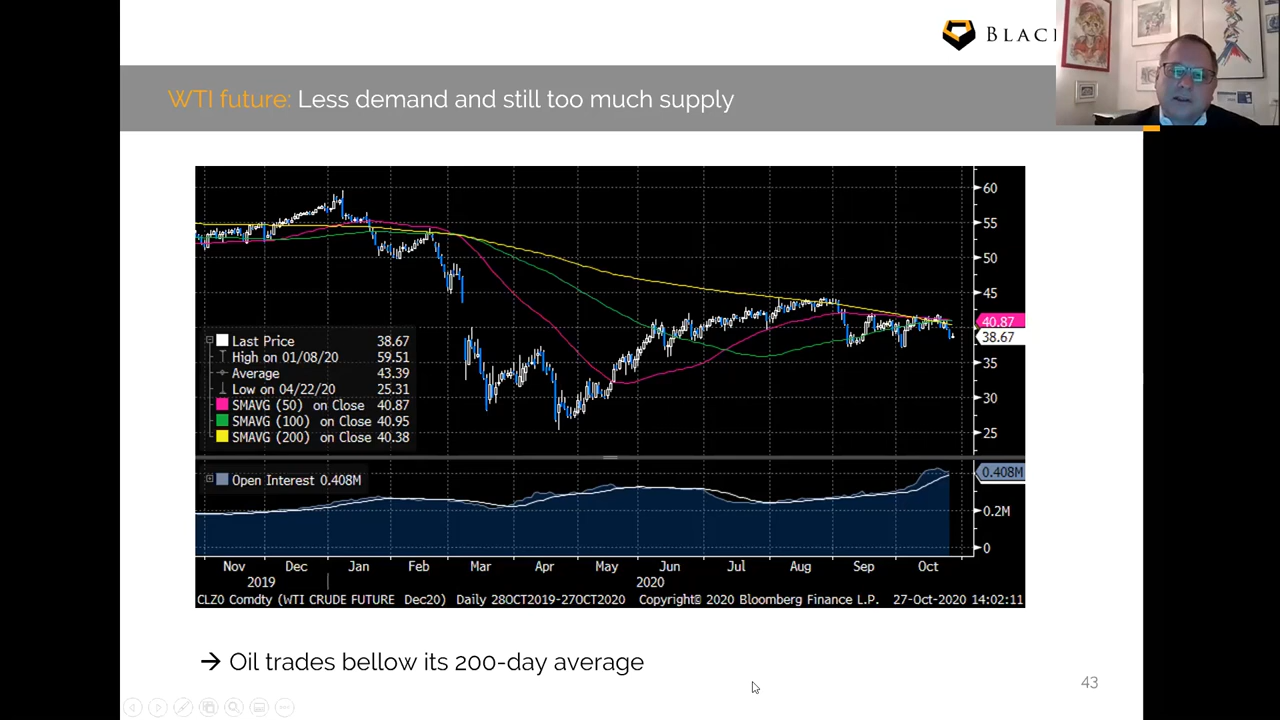 BLAC
WTI future: Less demand and still too much supply
60
55
50
45
40.87
38.67
35
30
25
Last Price 38.67
High on 01/08/20 59.51
Average 43.39
Low on 04/22/20 25.31
SMAVG (50) on Close 40.87
SMAVG (100) on Close 40.95
SMAVG (200) on Close 40.38
Open Interest 0.408M
0.408M
0.2M
0
Nov Dec Jan Feb Mar Apr May Jun Jul Aug Sep Oct
2019 2020
CLZ0 Comdty (WTI CRUDE FUTURE Dec20) Daily 28OCT2019-27OCT2020 Copyright© 2020 Bloomberg Finance L.P. 27-Oct-2020 14:02:11
→ Oil trades bellow its 200-day average
43